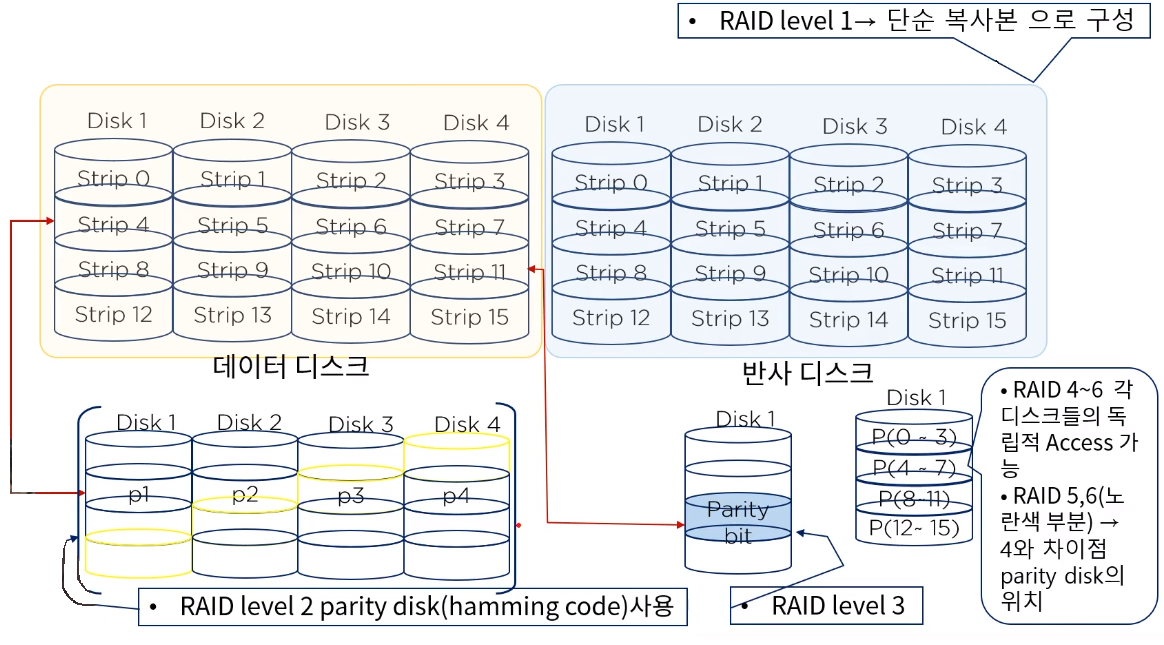 • RAID level 1→ 단순 복사본 으로 구성
Disk 1 Disk 2 Disk 3 Disk 4
Strip 0 Strip 1 Strip 2 Strip 3
Strip 4 Strip 5 Strip 6 Strip 7
Strip 8 Strip 9 Strip 10 Strip 11
Strip 12 Strip 13 Strip 14 Strip 15
데이터 디스크
Disk 1 Disk 2 Disk 3 Disk 4
Strip 0 Strip 1 Strip 2 Strip 3
Strip 4 Strip 5 Strip 6 Strip 7
Strip 8 Strip 9 Strip 10 Strip 11
Strip 12 Strip 13 Strip 14 Strip 15
반사 디스크
Disk 1 Disk 2 Disk 3 Disk 4
p1 p2 p3 p4
• RAID level 2 parity disk(hamming code)사용
Disk 1
Parity
bit
• RAID level 3
Disk 1
P(0 ~ 3)
P(4 ~ 7)
P(8-11)
P(12~ 15)
• RAID 4~6 각
디스크들의 독
립적 Access 가
능
• RAID 5,6(노
란색 부분) →
4와 차이점
parity disk의
위치